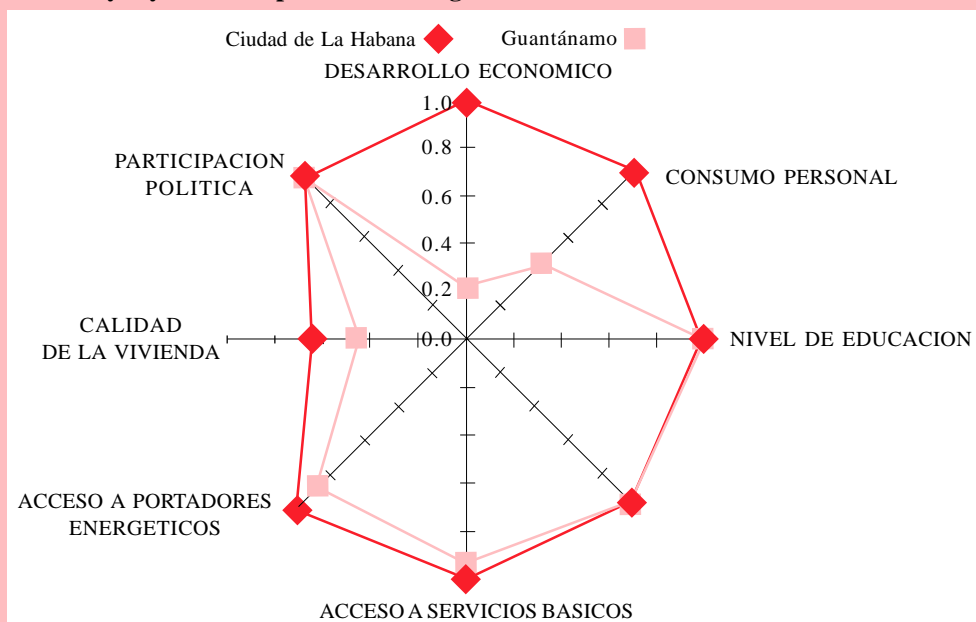 Ciudad de La Habana
Guantánamo
DESARROLLO ECONOMICO
1.0
0.8
0.6
0.4
0.2
0.0
PARTICIPACION
POLITICA
CONSUMO PERSONAL
CALIDAD
DE LA VIVIENDA
NIVEL DE EDUCACION
ACCESO A PORTADORES
ENERGETICOS
ACCESO A SERVICIOS BASICOS